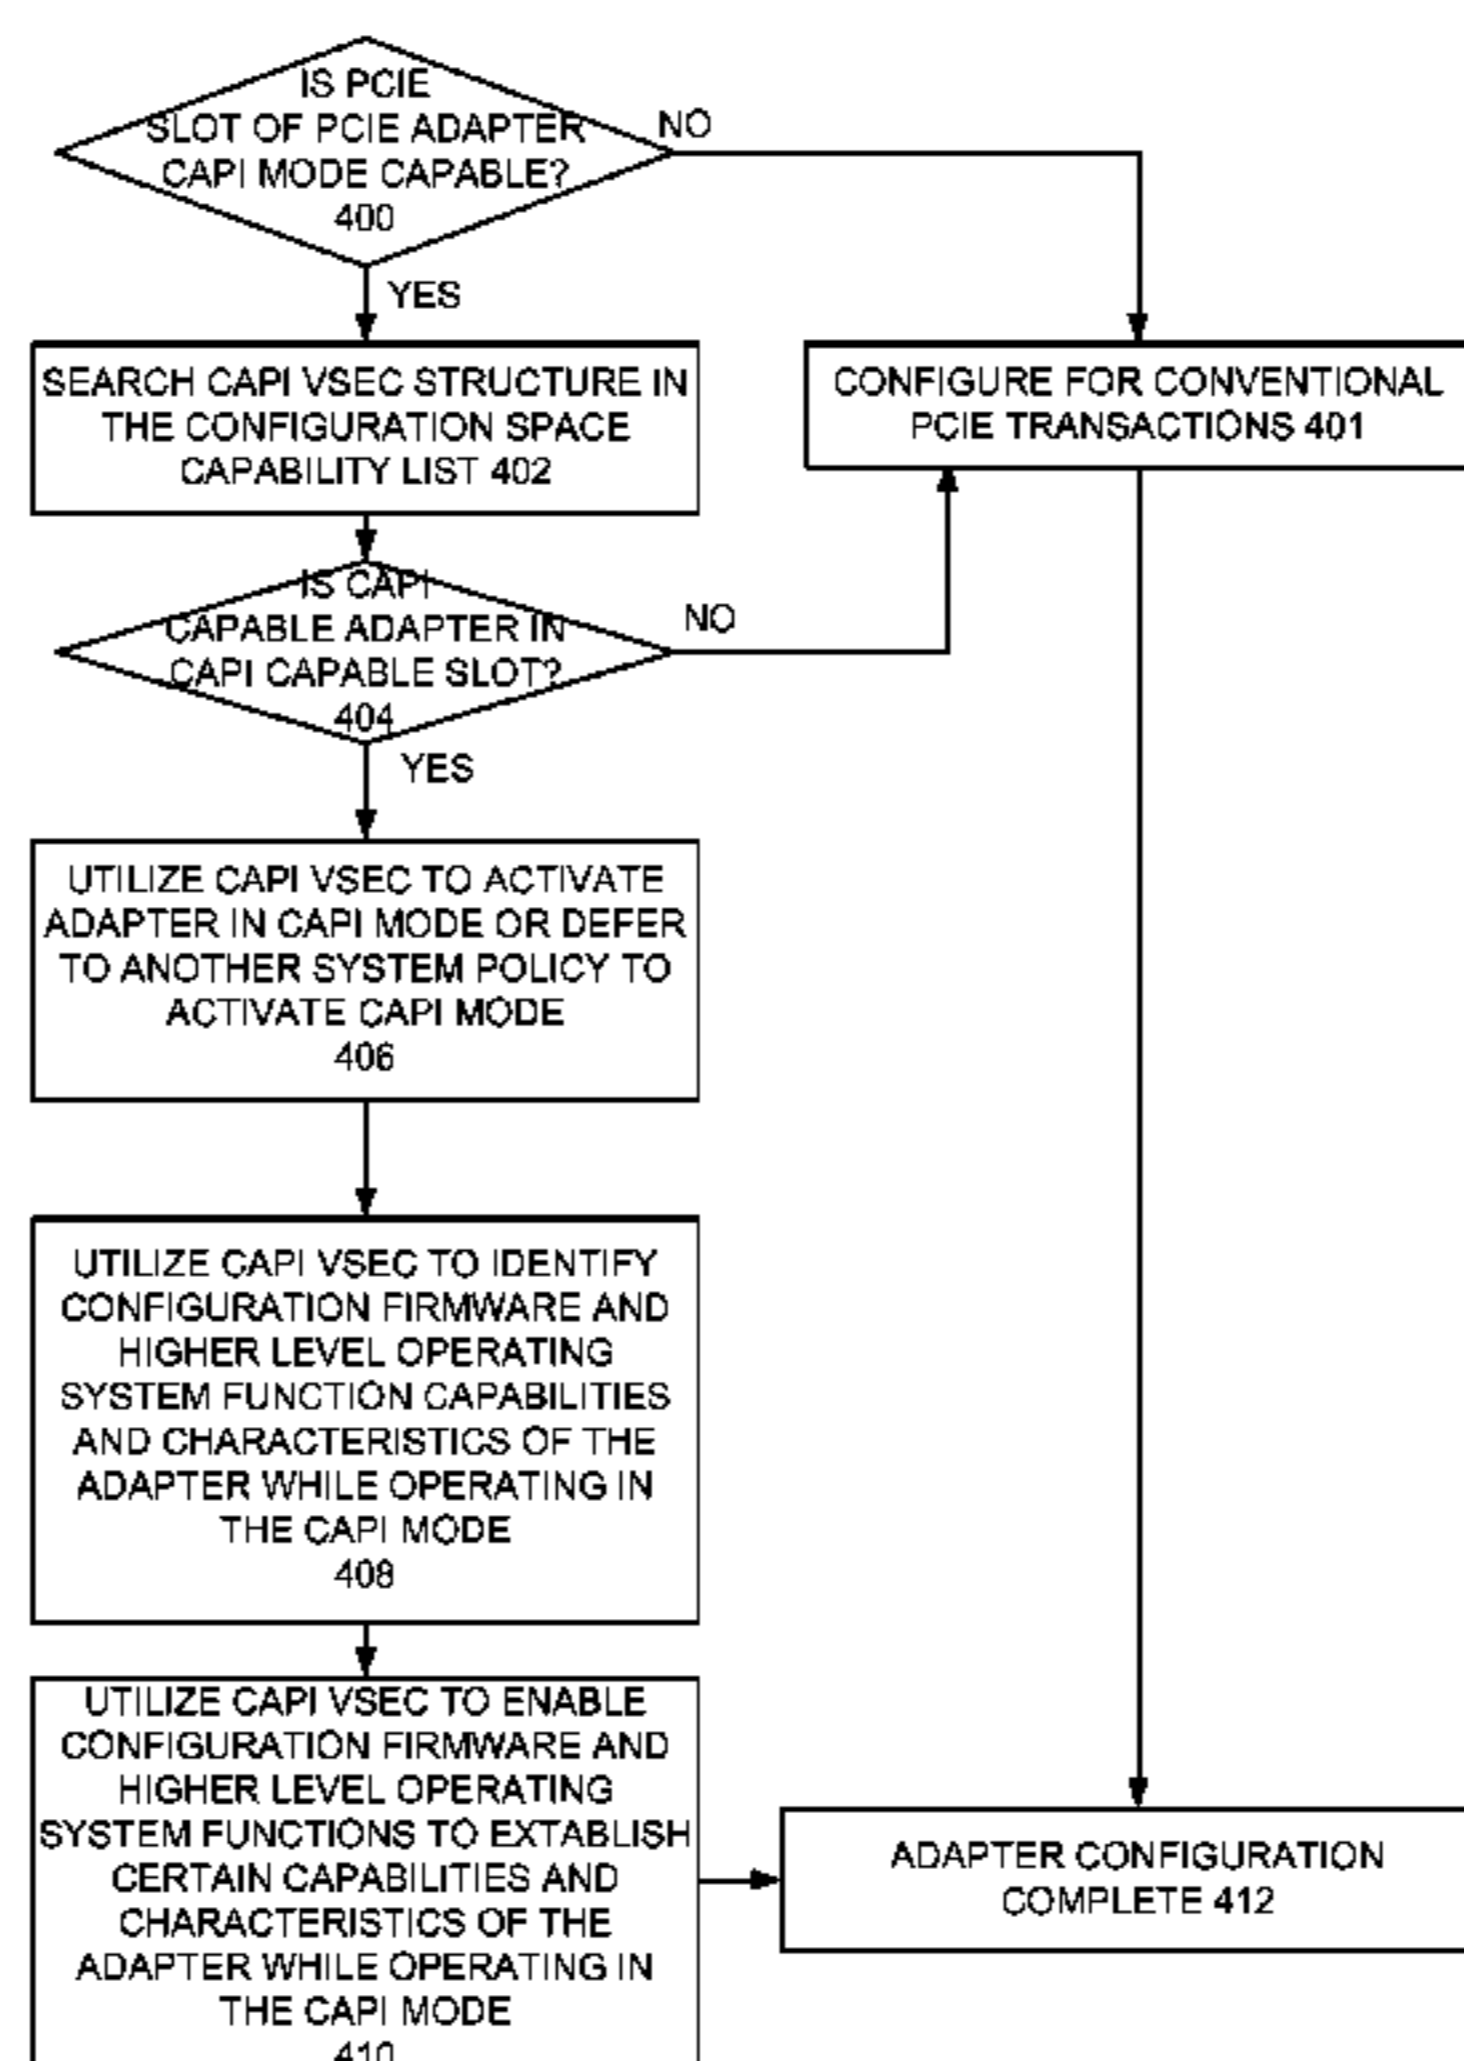 IS PCIE
SLOT OF PCIE ADAPTER
CAPI MODE CAPABLE?
400
NO
YES
SEARCH CAPI VSEC STRUCTURE IN
THE CONFIGURATION SPACE
CAPABILITY LIST 402
CONFIGURE FOR CONVENTIONAL
PCIE TRANSACTIONS 401
IS CAPI
CAPABLE ADAPTER IN
CAPI CAPABLE SLOT?
404
NO
YES
UTILIZE CAPI VSEC TO ACTIVATE
ADAPTER IN CAPI MODE OR DEFER
TO ANOTHER SYSTEM POLICY TO
ACTIVATE CAPI MODE
406
UTILIZE CAPI VSEC TO IDENTIFY
CONFIGURATION FIRMWARE AND
HIGHER LEVEL OPERATING
SYSTEM FUNCTION CAPABILITIES
AND CHARACTERISTICS OF THE
ADAPTER WHILE OPERATING IN
THE CAPI MODE
408
UTILIZE CAPI VSEC TO ENABLE
CONFIGURATION FIRMWARE AND
HIGHER LEVEL OPERATING
SYSTEM FUNCTIONS TO EXTABLISH
CERTAIN CAPABILITIES AND
CHARACTERISTICS OF THE
ADAPTER WHILE OPERATING IN
THE CAPI MODE
410
ADAPTER CONFIGURATION
COMPLETE 412